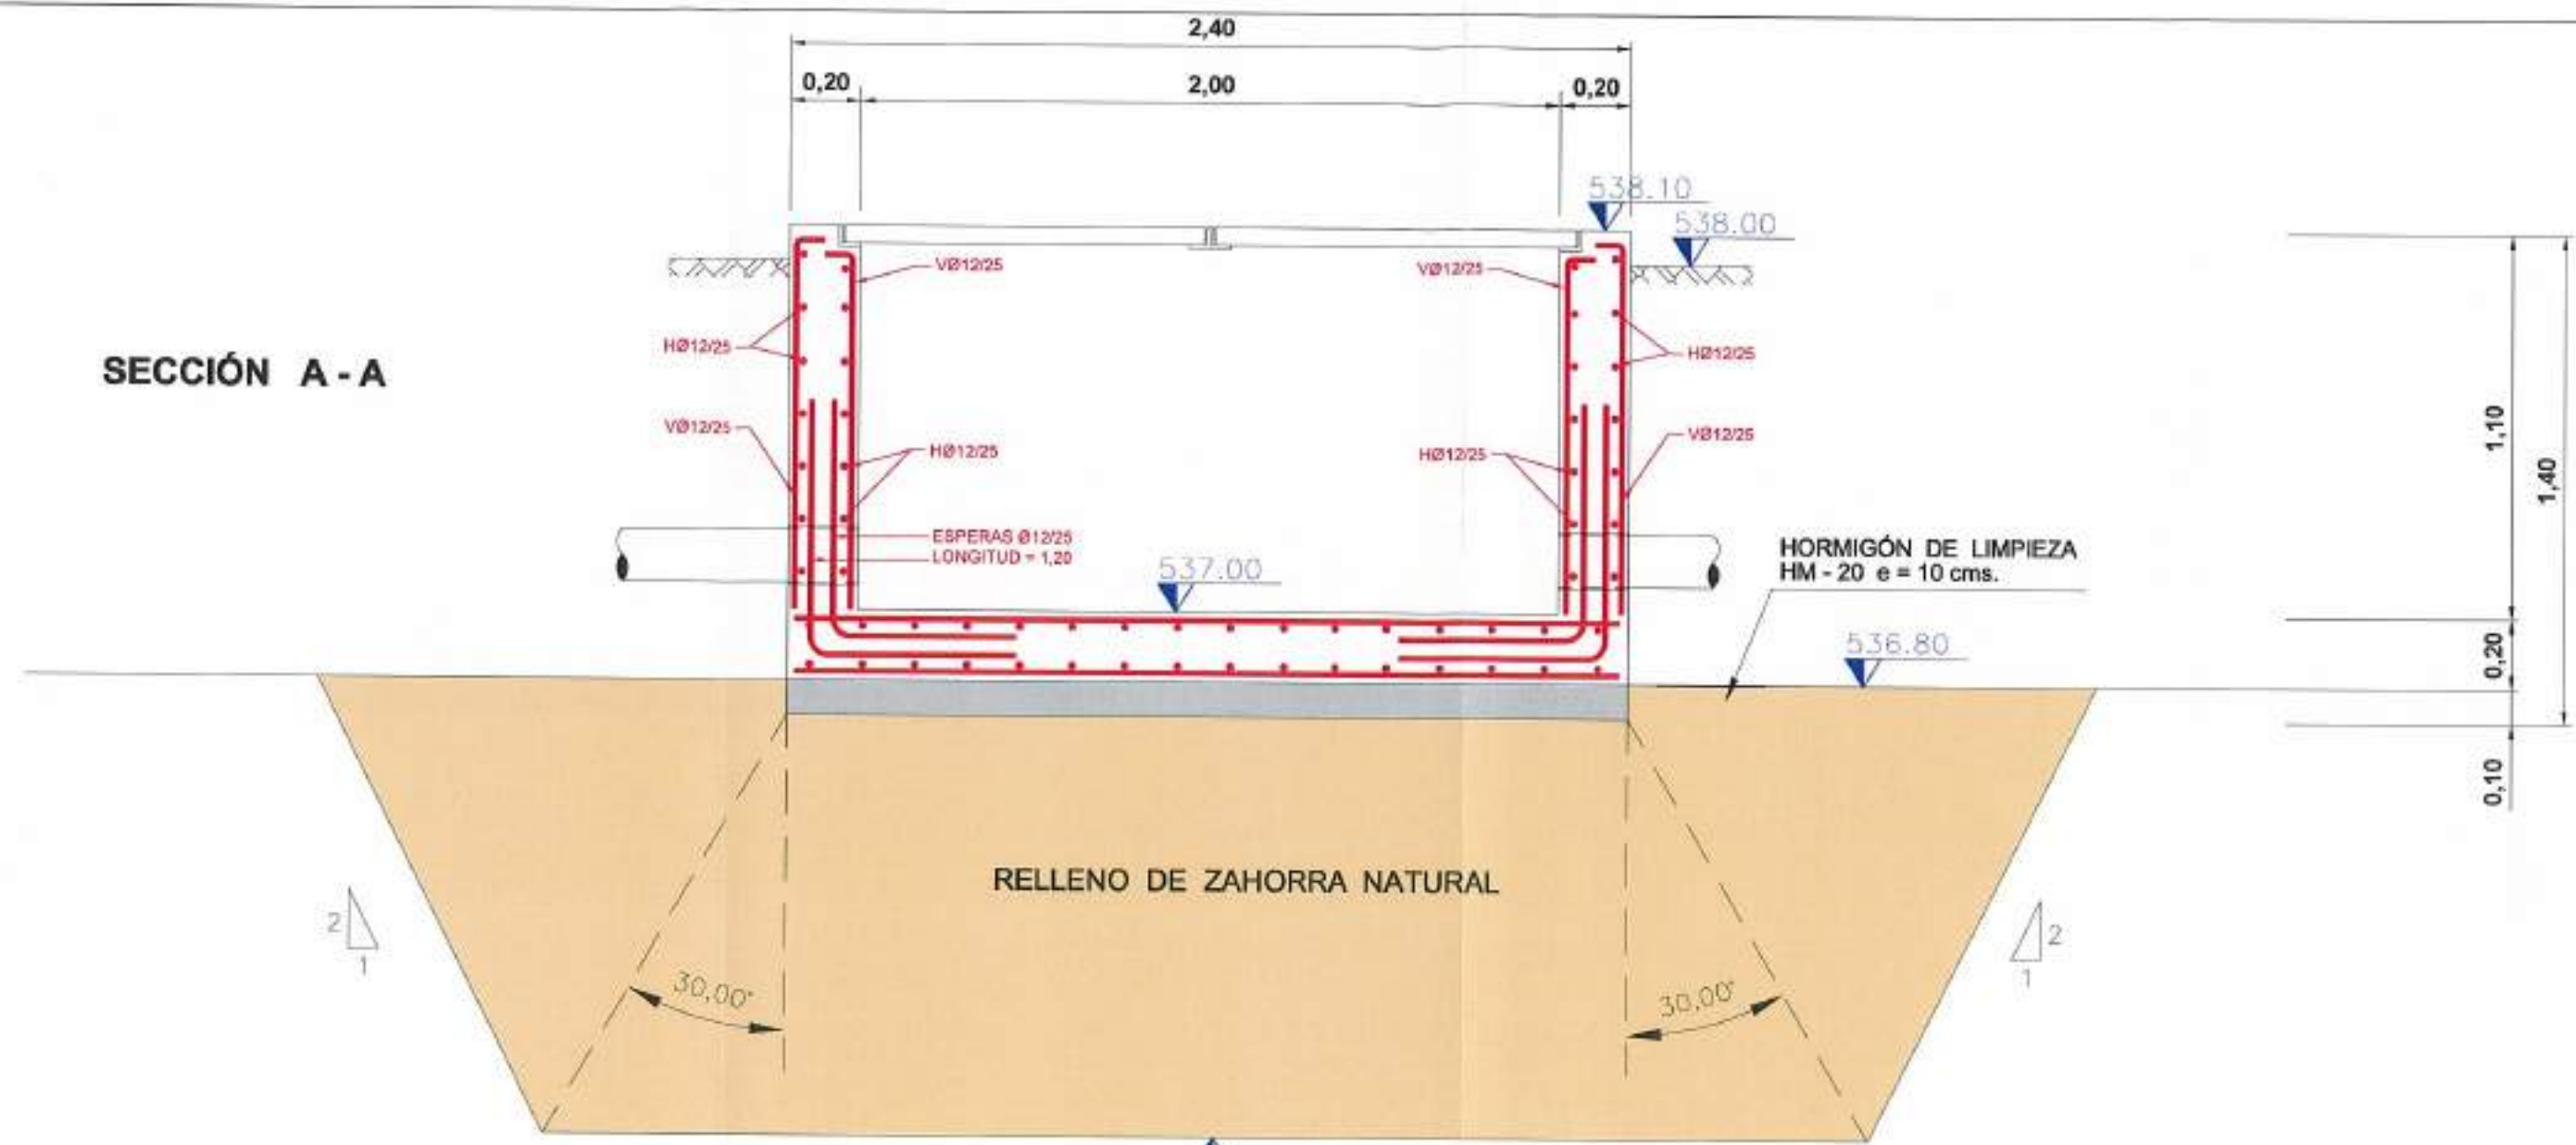 2,40
0,20
2,00
0,20
538.10
538.00
VØ12/25
VØ12/25
HØ12/25
HØ12/25
SECCIÓN A - A
VØ12/25
VØ12/25
HØ12/25
HØ12/25
1,10
1,40
ESPERAS Ø12/25
LONGITUD = 1,20
537.00
HORMIGÓN DE LIMPIEZA
HM - 20 e = 10 cms.
536.80
0,20
0,10
RELLENO DE ZAHORRA NATURAL
2
1
2
1
30,00°
30,00°